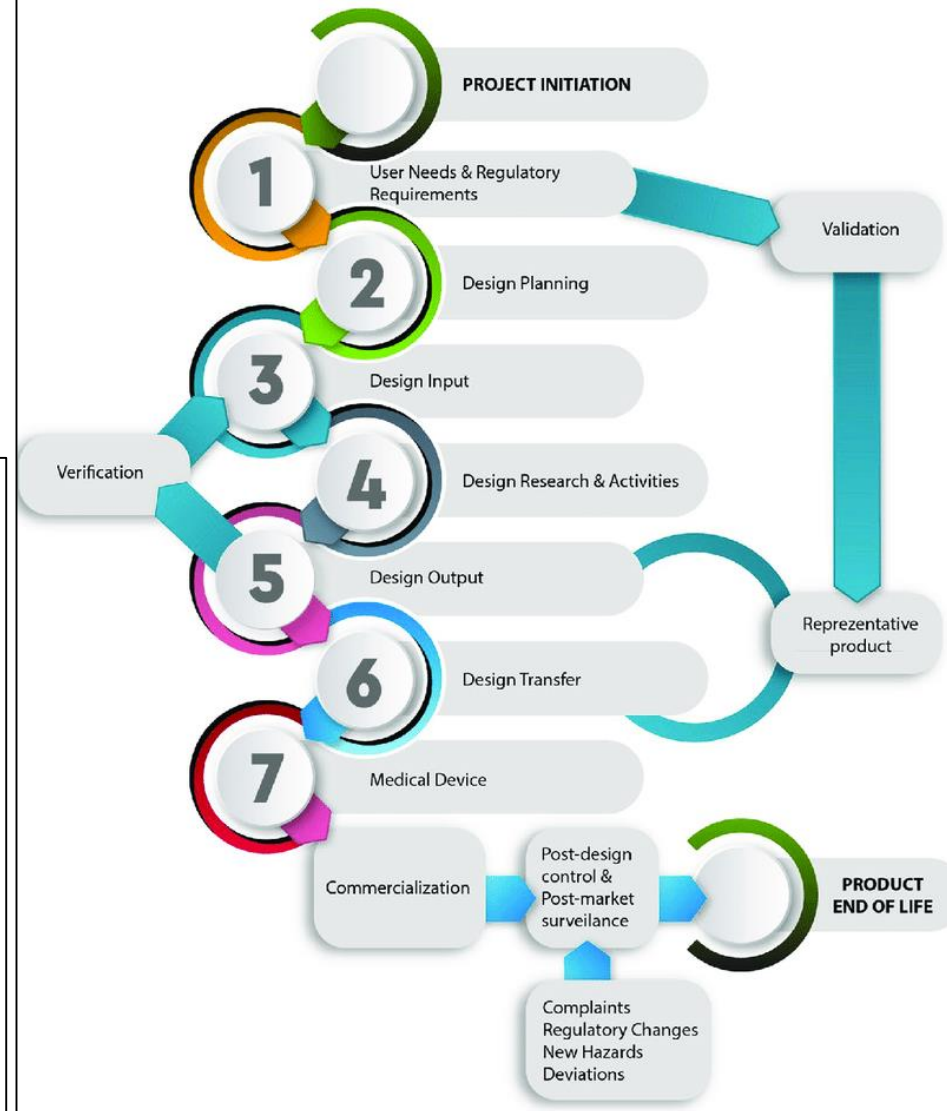 PROJECT INITIATION
1
User Needs & Regulatory
Requirements
Validation
2
Design Planning
3
Design Input
Verification
4
Design Research & Activities
5
Design Output
Reprezentative
product
6
Design Transfer
7
Medical Device
Commercialization
Post-design
control &
Post-market
surveilance
PRODUCT
END OF LIFE
Complaints
Regulatory Changes
New Hazards
Deviations